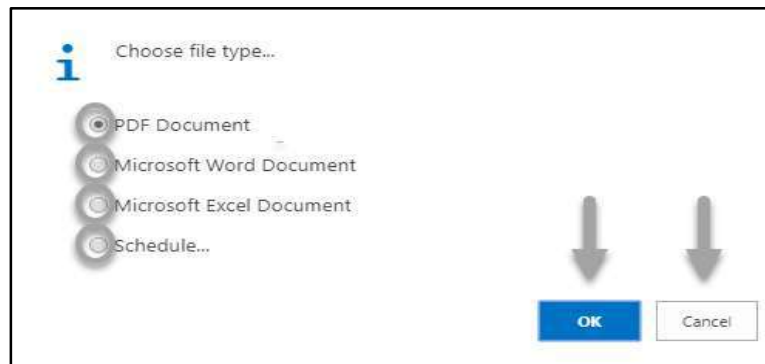 Choose file type...
PDF Document
Microsoft Word Document
Microsoft Excel Document
Schedule...
OK Cancel